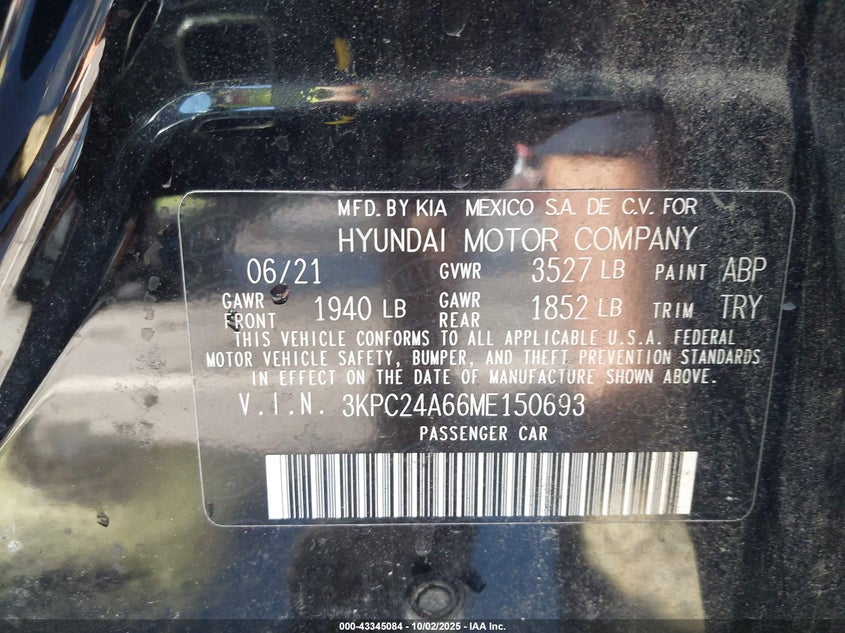 MFD. BY KIA MEXICO S.A. DE C.V. FOR
HYUNDAI MOTOR COMPANY
06/21 GVWR 3527 LB PAINT ABP
GAWR FRONT 1940 LB GAWR REAR 1852 LB TRIM TRY
THIS VEHICLE CONFORMS TO ALL APPLICABLE U.S.A. FEDERAL
MOTOR VEHICLE SAFETY, BUMPER, AND THEFT PREVENTION STANDARDS
IN EFFECT ON THE DATE OF MANUFACTURE SHOWN ABOVE.
V.I.N. 3KPC24A66ME150693
PASSENGER CAR
000-43345084 - 10/02/2025 - IAA Inc.